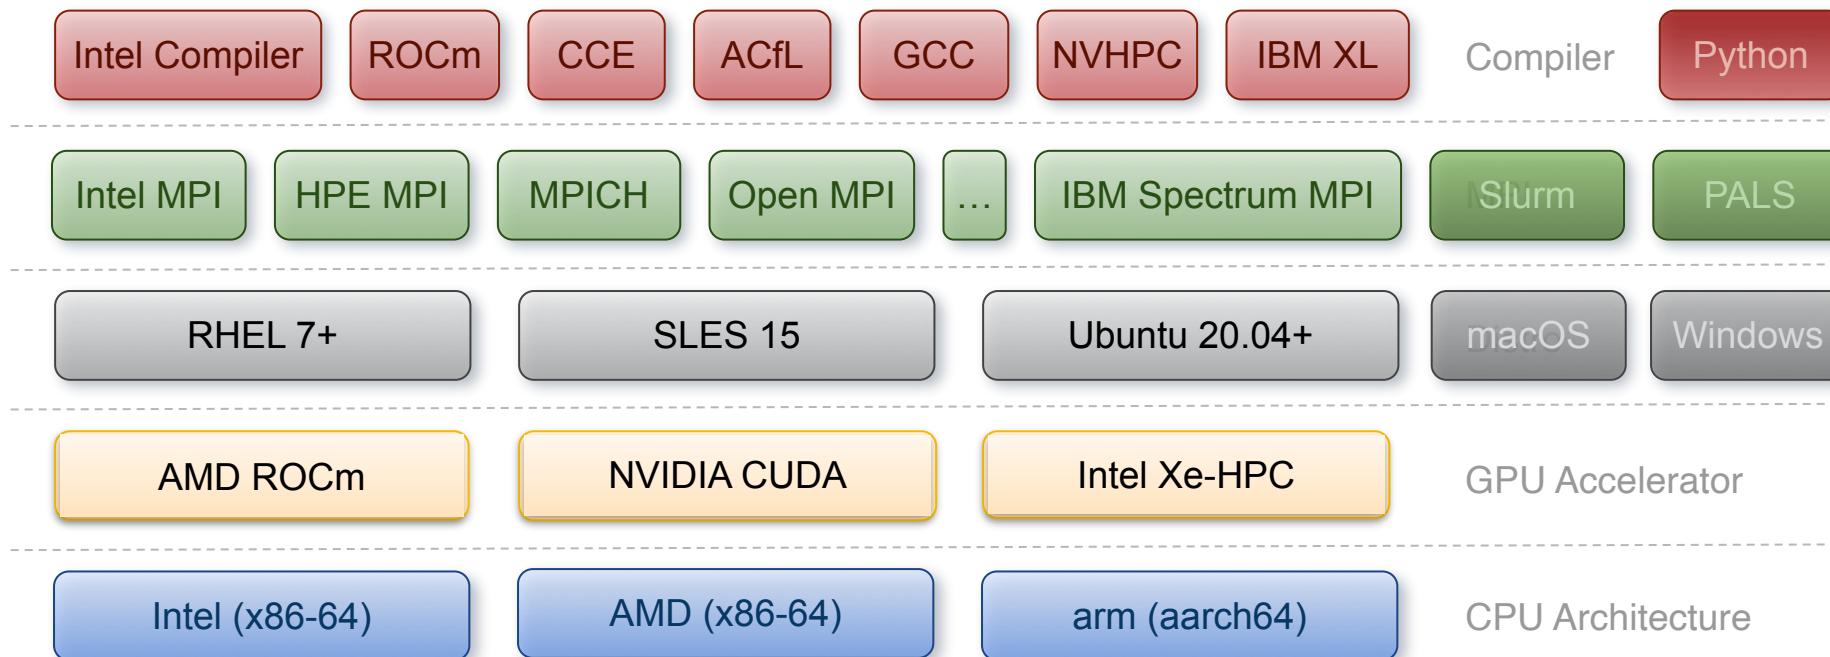 Intel Compiler ROCm CCE ACfL GCC NVHPC IBM XL Compiler Python
Intel MPI HPE MPI MPICH Open MPI ... IBM Spectrum MPI Slurm PALS
RHEL 7+ SLES 15 Ubuntu 20.04+ macOS Windows
AMD ROCm NVIDIA CUDA Intel Xe-HPC GPU Accelerator
Intel (x86-64) AMD (x86-64) arm (aarch64) CPU Architecture